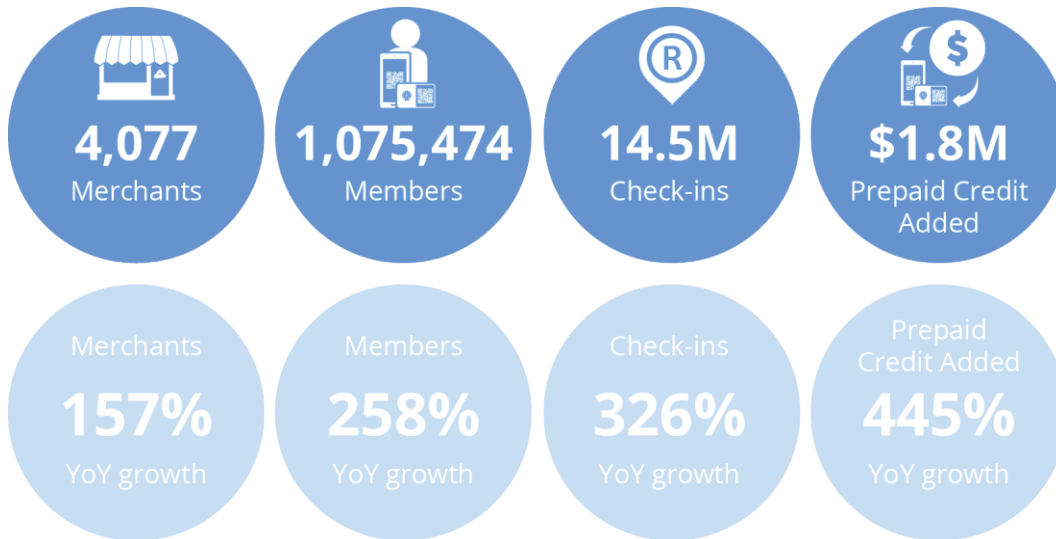 4,077
Merchants
1,075,474
Members
R
14.5M
Check-ins
$
$1.8M
Prepaid Credit
Added
Merchants
157%
YoY growth
Members
258%
YoY growth
Check-ins
326%
YoY growth
Prepaid
Credit Added
445%
YoY growth